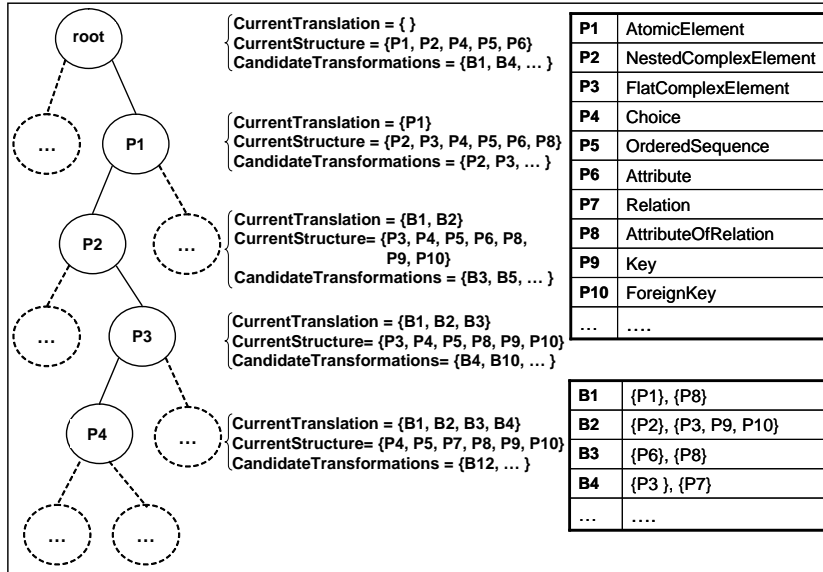 root
CurrentTranslation = { }
CurrentStructure = {P1, P2, P4, P5, P6}
CandidateTransformations = {B1, B4, … }
…
P1
CurrentTranslation = {P1}
CurrentStructure = {P2, P3, P4, P5, P6, P8}
CandidateTransformations = {P2, P3, … }
P2
…
CurrentTranslation = {B1, B2}
CurrentStructure= {P3, P4, P5, P6, P8,
P9, P10}
CandidateTransformations = {B3, B5, … }
…
P3
CurrentTranslation = {B1, B2, B3}
CurrentStructure= {P3, P4, P5, P8, P9, P10}
CandidateTransformations= {B4, B10, … }
P4
…
CurrentTranslation = {B1, B2, B3, B4}
CurrentStructure= {P4, P5, P7, P8, P9, P10}
CandidateTransformations = {B12, … }
…
…
P1 AtomicElement
P2 NestedComplexElement
P3 FlatComplexElement
P4 Choice
P5 OrderedSequence
P6 Attribute
P7 Relation
P8 AttributeOfRelation
P9 Key
P10 ForeignKey
… ….
B1 {P1}, {P8}
B2 {P2}, {P3, P9, P10}
B3 {P6}, {P8}
B4 {P3 }, {P7}
… ….